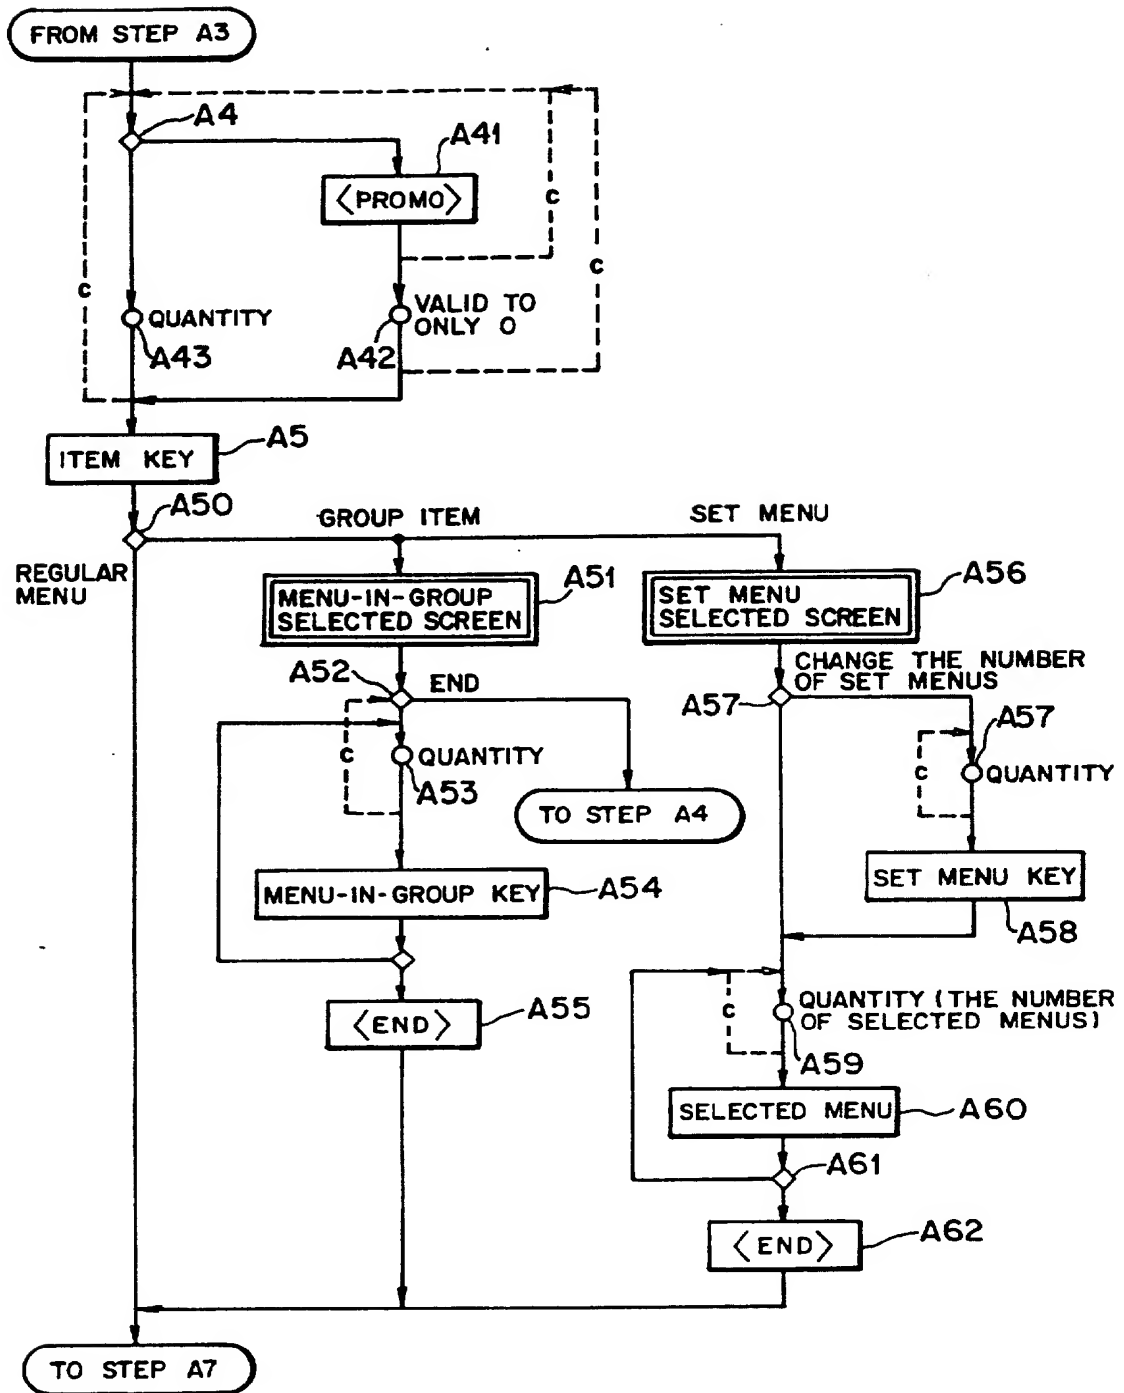 FROM STEP A3
A4
A41
<PROMO>
C
C
C
QUANTITY
A43
VALID TO
ONLY 0
A42
ITEM KEY
A5
A50
GROUP ITEM
SET MENU
REGULAR
MENU
MENU-IN-GROUP
SELECTED SCREEN
A51
SET MENU
SELECTED SCREEN
A56
A52
END
CHANGE THE NUMBER
OF SET MENUS
A57
A57
C
QUANTITY
A53
C
QUANTITY
TO STEP A4
MENU-IN-GROUP KEY
A54
SET MENU KEY
A58
<END>
A55
C
QUANTITY (THE NUMBER
OF SELECTED MENUS)
A59
SELECTED MENU
A60
A61
<END>
A62
TO STEP A7